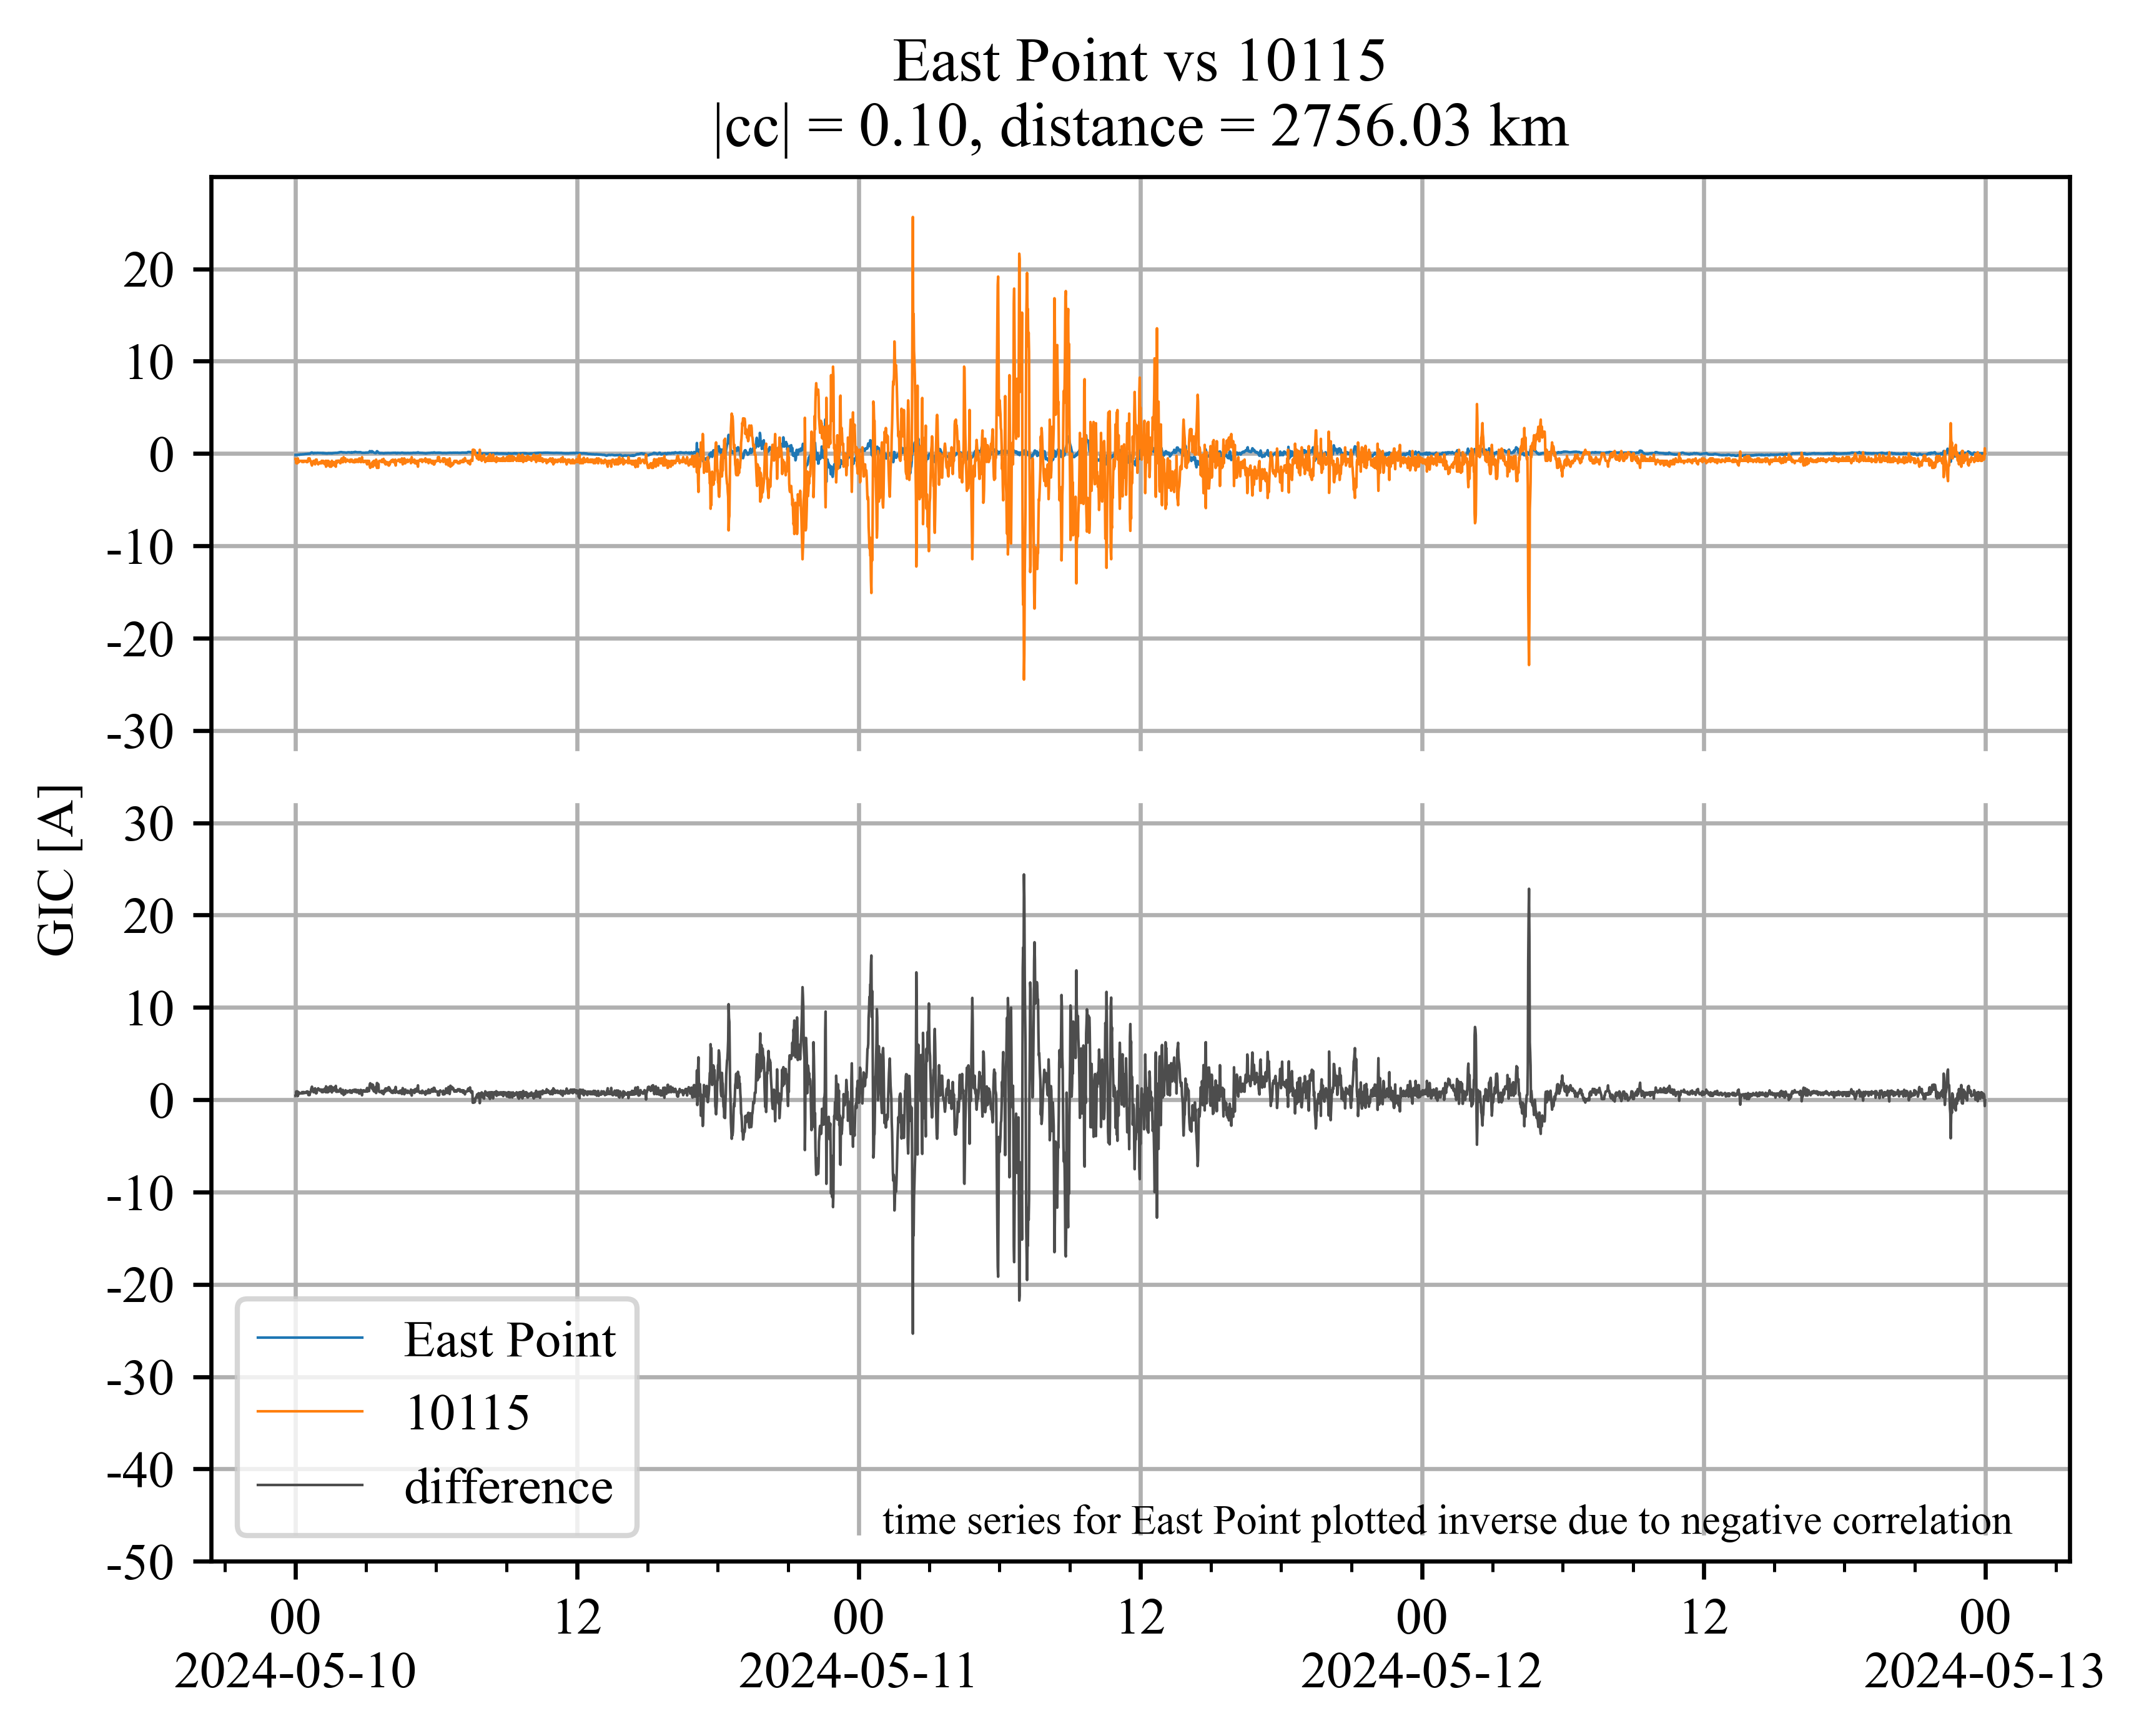 East Point vs 10115
|cc| = 0.10, distance = 2756.03 km
GIC [A]
20
10
0
-10
-20
-30
30
20
10
0
-10
-20
-30
-40
-50
East Point
10115
difference
time series for East Point plotted inverse due to negative correlation
00 12 00 12 00 12 00
2024-05-10 2024-05-11 2024-05-12 2024-05-13